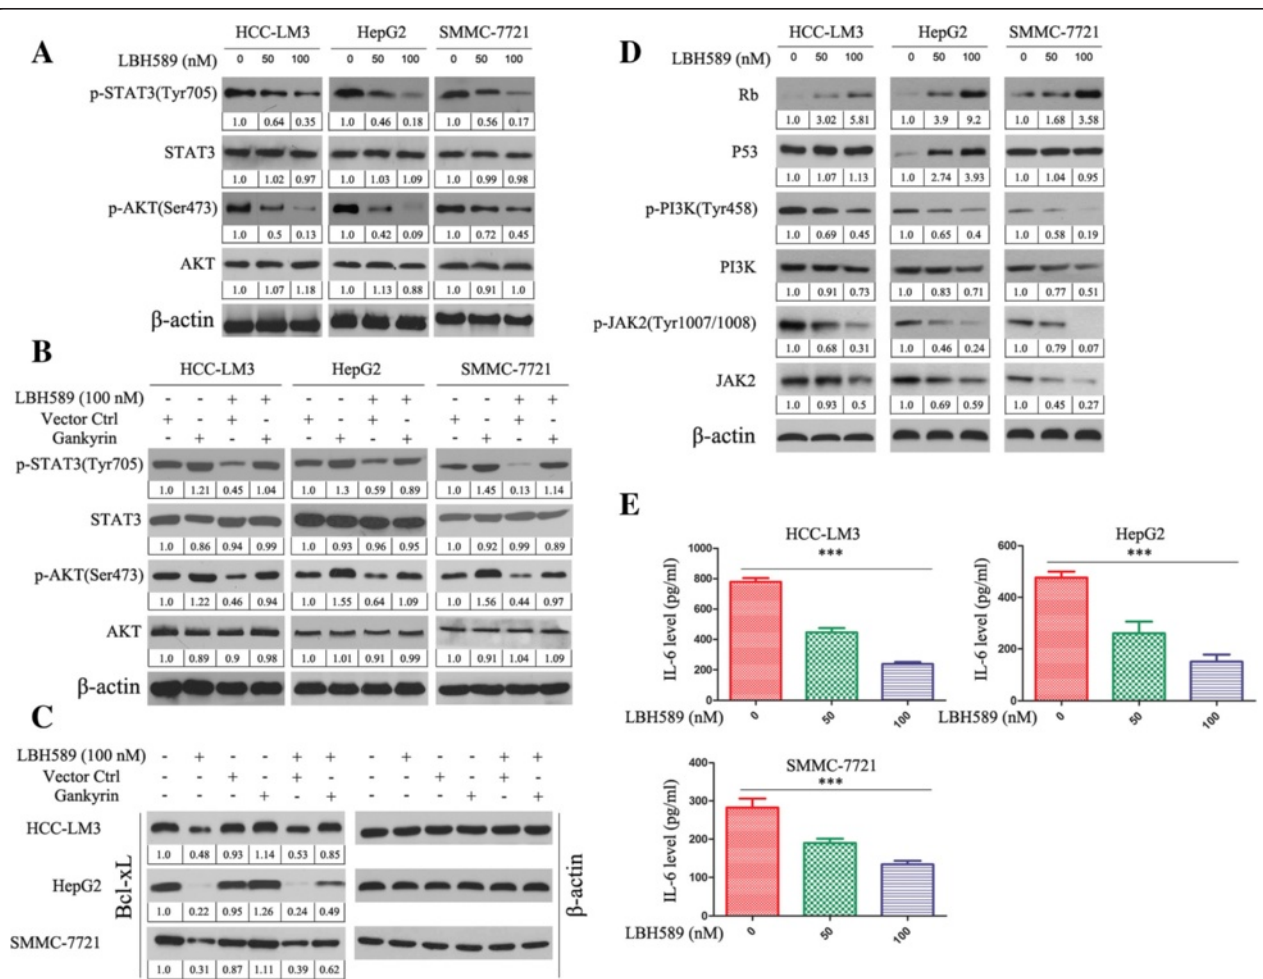 A
HCC-LM3 HepG2 SMMC-7721
LBH589 (nM) 0 50 100 0 50 100 0 50 100
p-STAT3(Tyr705)
1.0 0.64 0.35 1.0 0.46 0.18 1.0 0.56 0.17
STAT3
1.0 1.02 0.97 1.0 1.03 1.09 1.0 0.99 0.98
p-AKT(Ser473)
1.0 0.5 0.13 1.0 0.42 0.09 1.0 0.72 0.45
AKT
1.0 1.07 1.18 1.0 1.13 0.88 1.0 0.91 1.0
β-actin
B
HCC-LM3 HepG2 SMMC-7721
LBH589 (100 nM) - - + + - - + + - - + +
Vector Ctrl + - + - + - + - + - + -
Gankyrin - + - + - + - + - + - +
p-STAT3(Tyr705)
1.0 1.21 0.45 1.04 1.0 1.3 0.59 0.89 1.0 1.45 0.13 1.14
STAT3
1.0 0.86 0.94 0.99 1.0 0.93 0.96 0.95 1.0 0.92 0.99 0.89
p-AKT(Ser473)
1.0 1.22 0.46 0.94 1.0 1.55 0.64 1.09 1.0 1.56 0.44 0.97
AKT
1.0 0.89 0.9 0.98 1.0 1.01 0.91 0.99 1.0 0.91 1.04 1.09
β-actin
C
LBH589 (100 nM) - + - - + + - + - - + +
Vector Ctrl - - + - + - - - + - + -
Gankyrin - - - + - + - - - + - +
Bcl-xL
HCC-LM3
1.0 0.48 0.93 1.14 0.53 0.85
HepG2
1.0 0.22 0.95 1.26 0.24 0.49
SMMC-7721
1.0 0.31 0.87 1.11 0.39 0.62
β-actin
D
HCC-LM3 HepG2 SMMC-7721
LBH589 (nM) 0 50 100 0 50 100 0 50 100
Rb
1.0 3.02 5.81 1.0 3.9 9.2 1.0 1.68 3.58
P53
1.0 1.07 1.13 1.0 2.74 3.93 1.0 1.04 0.95
p-PI3K(Tyr458)
1.0 0.69 0.45 1.0 0.65 0.4 1.0 0.58 0.19
PI3K
1.0 0.91 0.73 1.0 0.83 0.71 1.0 0.77 0.51
p-JAK2(Tyr1007/1008)
1.0 0.68 0.31 1.0 0.46 0.24 1.0 0.79 0.07
JAK2
1.0 0.93 0.5 1.0 0.69 0.59 1.0 0.45 0.27
β-actin
E
HCC-LM3
***
IL-6 level (pg/ml)
1000
800
600
400
200
0
LBH589 (nM) 0 50 100
HepG2
***
IL-6 level (pg/ml)
600
400
200
0
LBH589 (nM) 0 50 100
SMMC-7721
***
IL-6 level (pg/ml)
400
300
200
100
0
LBH589 (nM) 0 50 100